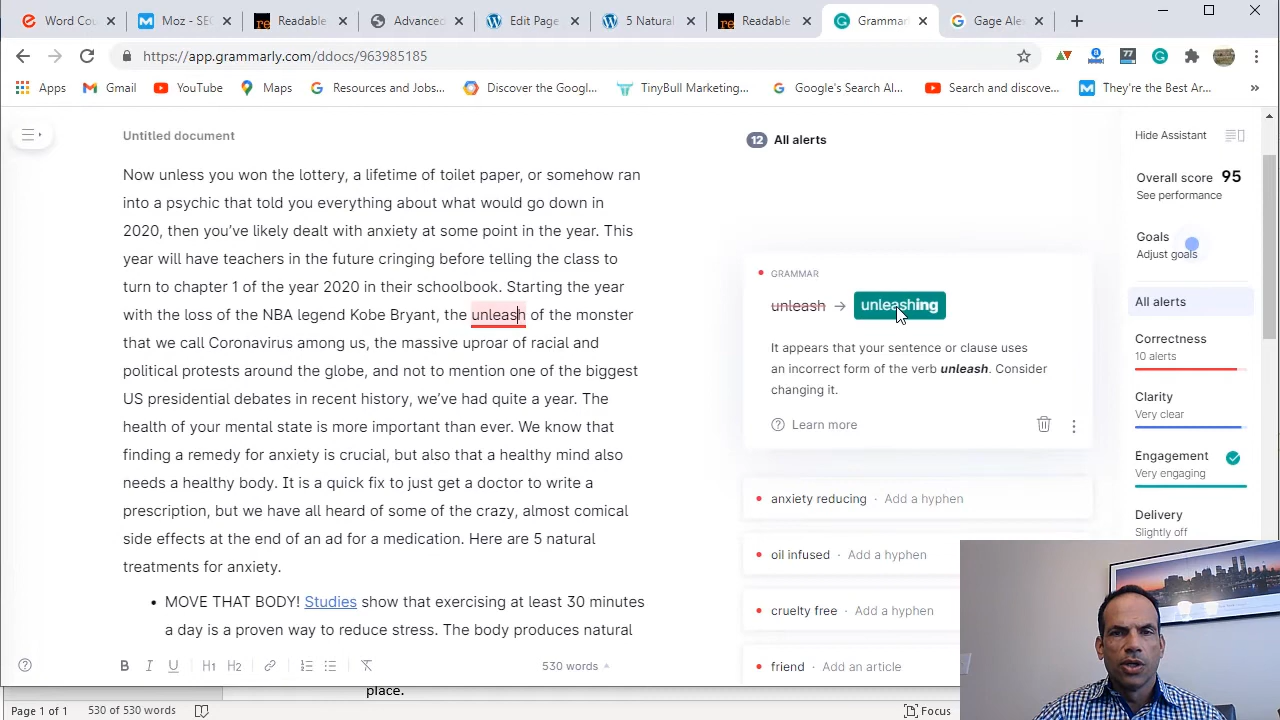 Word Cou
Moz - SEO
Readable
Advanced
Edit Page
5 Natural
Readable
Grammar
Gage Ale
https://app.grammarly.com/ddocs/963985185
77
Apps
Gmail
YouTube
Maps
Resources and Jobs...
Discover the Googl...
TinyBull Marketing...
Google's Search Al...
Search and discove...
They're the Best Ar...
»
Untitled document
Now unless you won the lottery, a lifetime of toilet paper, or somehow ran
into a psychic that told you everything about what would go down in
2020, then you've likely dealt with anxiety at some point in the year. This
year will have teachers in the future cringing before telling the class to
turn to chapter 1 of the year 2020 in their schoolbook. Starting the year
with the loss of the NBA legend Kobe Bryant, the unleash of the monster
that we call Coronavirus among us, the massive uproar of racial and
political protests around the globe, and not to mention one of the biggest
US presidential debates in recent history, we've had quite a year. The
health of your mental state is more important than ever. We know that
finding a remedy for anxiety is crucial, but also that a healthy mind also
needs a healthy body. It is a quick fix to just get a doctor to write a
prescription, but we have all heard of some of the crazy, almost comical
side effects at the end of an ad for a medication. Here are 5 natural
treatments for anxiety.
• MOVE THAT BODY! Studies show that exercising at least 30 minutes
a day is a proven way to reduce stress. The body produces natural
B I U H1 H2
530 words
12 All alerts
GRAMMAR
unleash → unleashing
It appears that your sentence or clause uses
an incorrect form of the verb unleash. Consider
changing it.
Learn more
anxiety reducing · Add a hyphen
oil infused · Add a hyphen
cruelty free · Add a hyphen
friend · Add an article
Hide Assistant
Overall score 95
See performance
Goals
Adjust goals
All alerts
Correctness
10 alerts
Clarity
Very clear
Engagement
Very engaging
Delivery
Slightly off
place.
Page 1 of 1
530 of 530 words
Focus